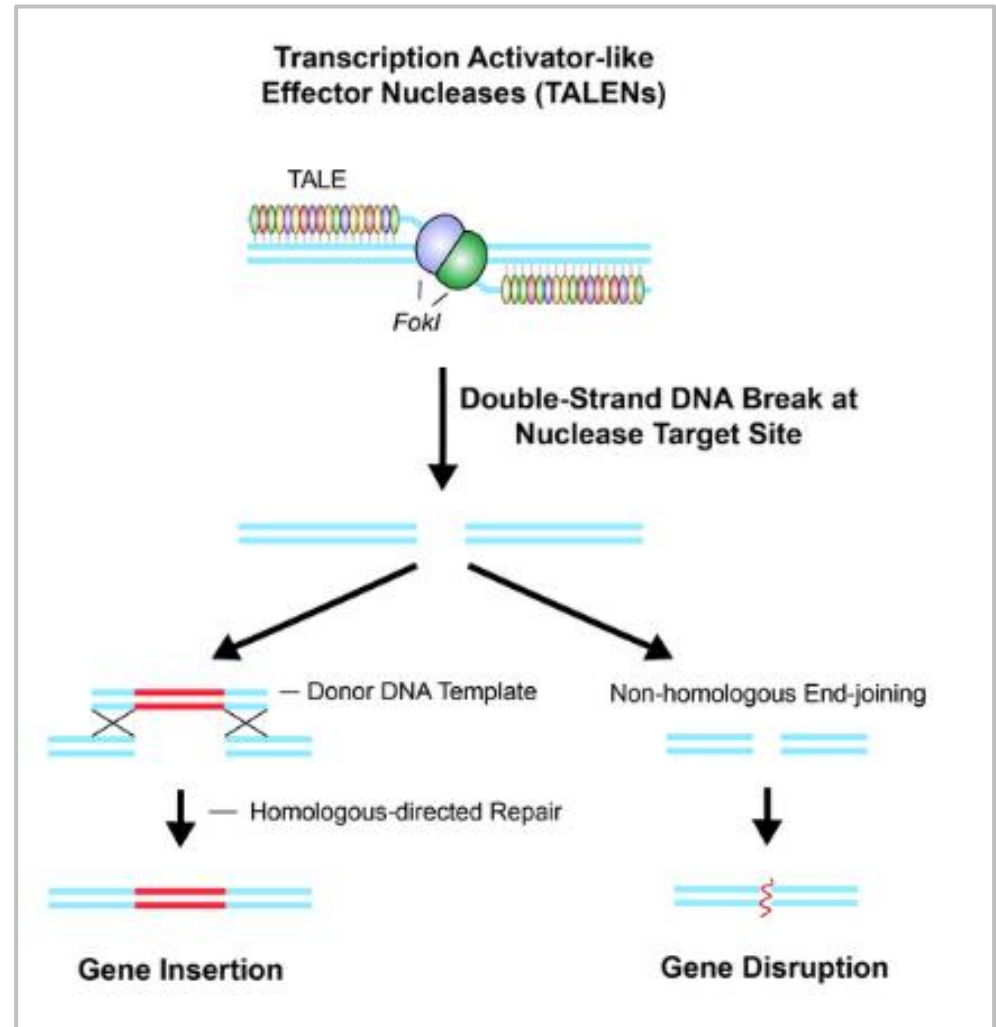 Transcription Activator-like
Effector Nucleases (TALENs)
TALE
FokI
Double-Strand DNA Break at
Nuclease Target Site
Donor DNA Template
Non-homologous End-joining
Homologous-directed Repair
Gene Insertion
Gene Disruption